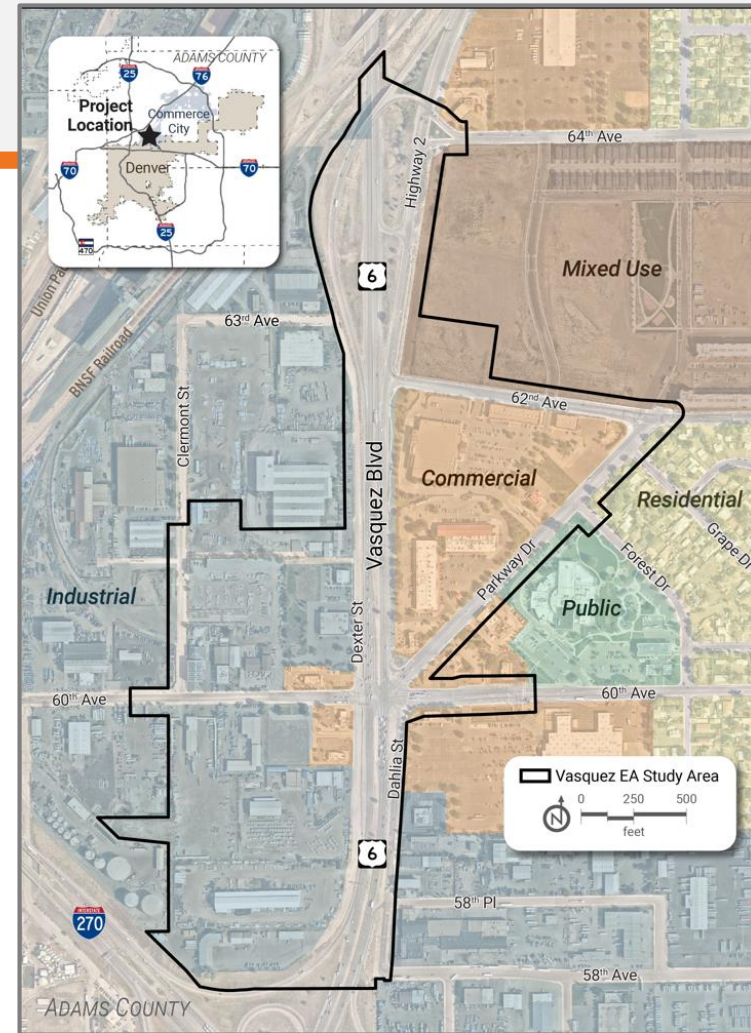 ADAMS COUNTY
25
76
Project
Location
Commerce
City
70
Denver
70
25
470
Union Pa
BNSF Railroad
Highway 2
64th Ave
6
Mixed Use
63rd Ave
Clermont St
62nd Ave
Vasquez Blvd
Commercial
Residential
Grape Dr
Parkway Dr
Forest Dr
Industrial
Public
Dexter St
60th Ave
60th Ave
Dahlia St
Vasquez EA Study Area
N
0 250 500
feet
6
INTERSTATE
270
58th Pl
58th Ave
ADAMS COUNTY